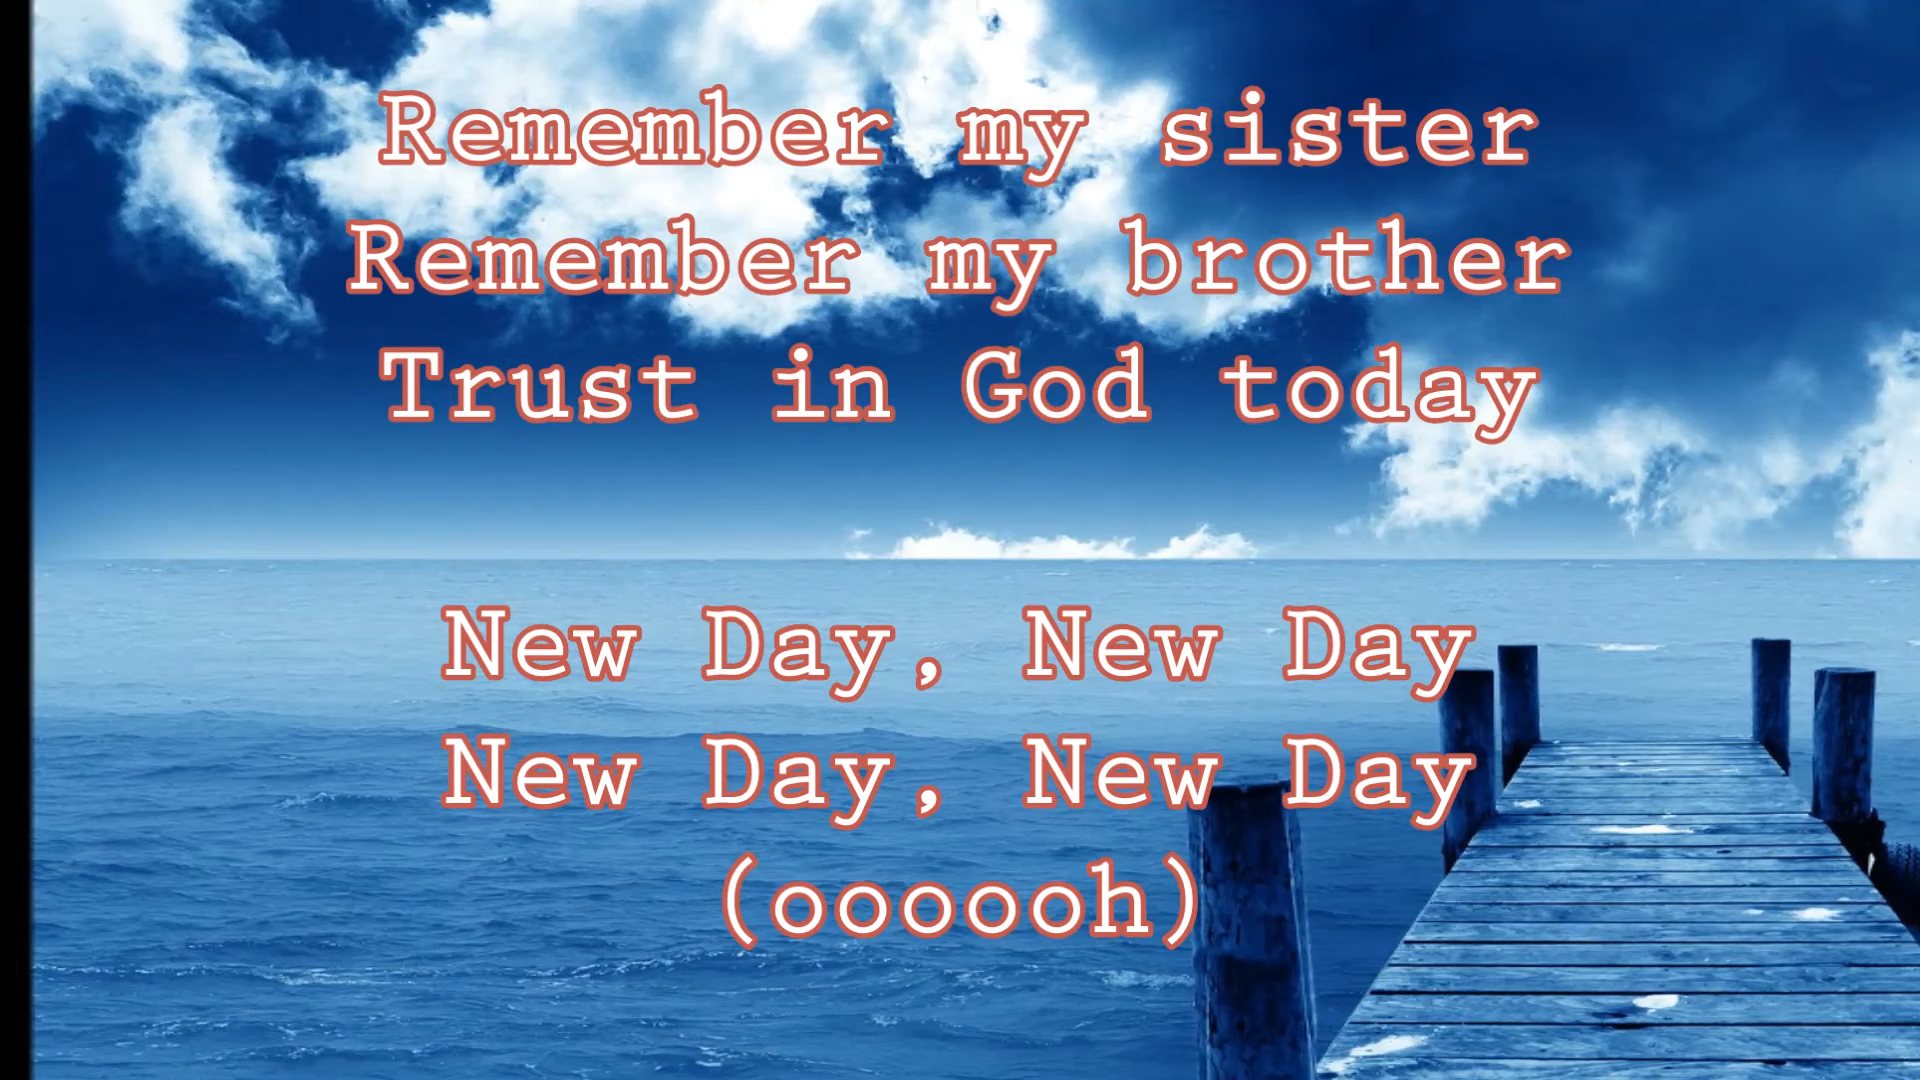 Remember my sister
Remember my brother
Trust in God today
New Day, New Day
New Day, New Day
(oooooh)